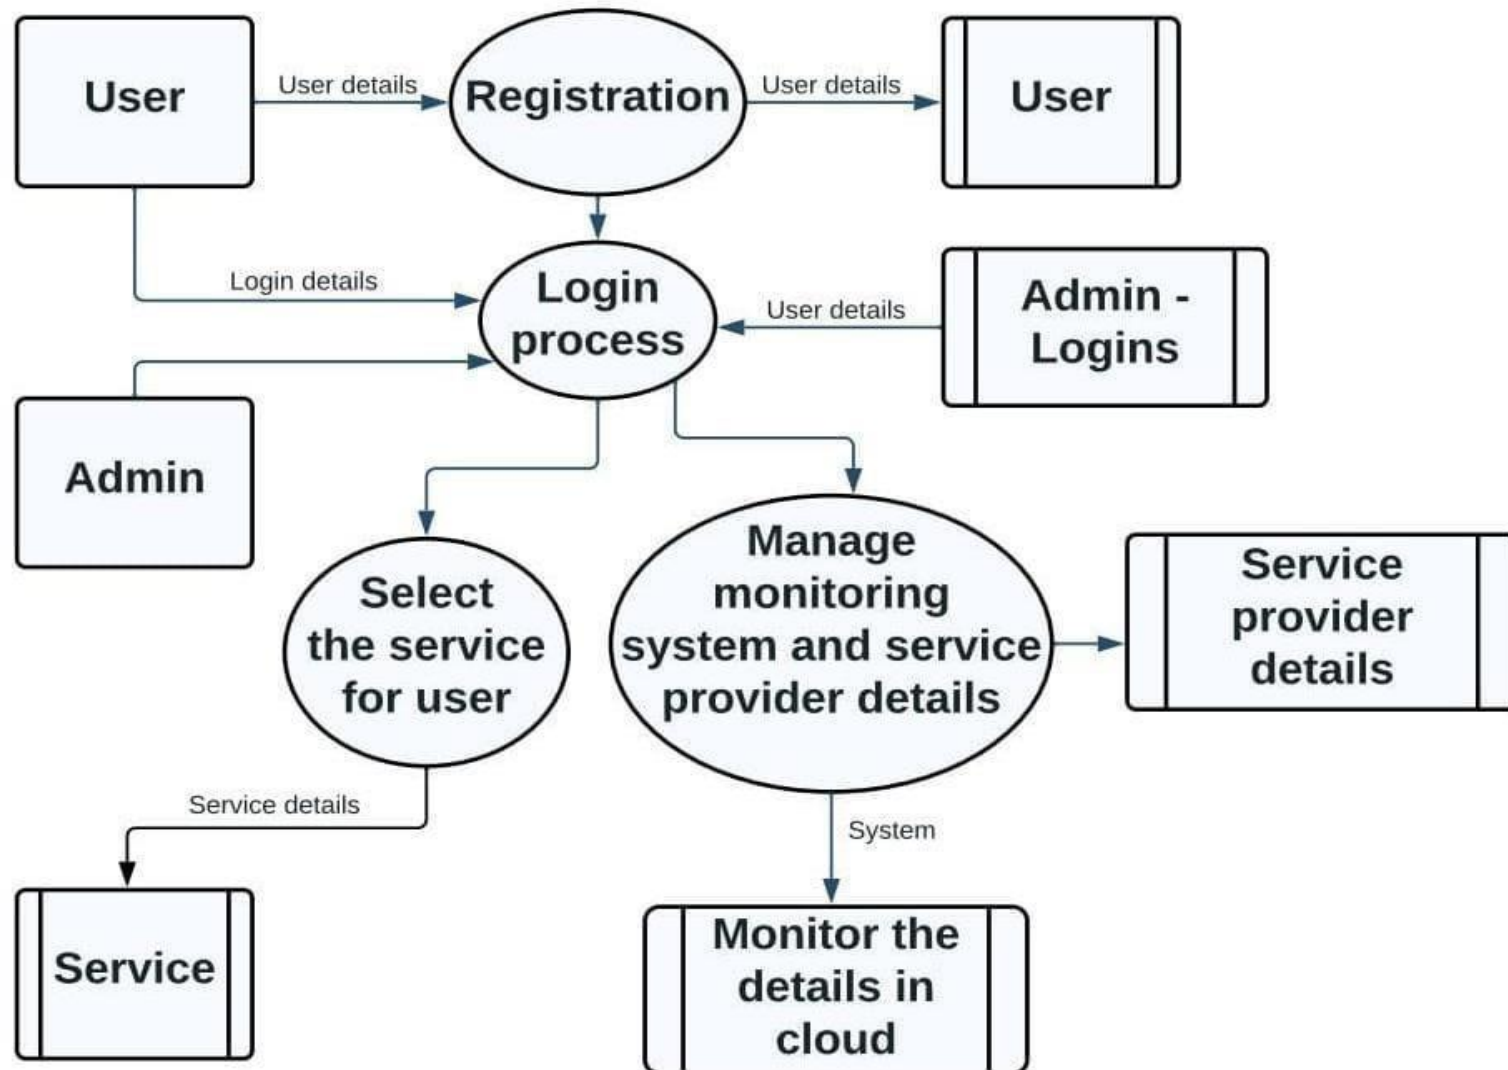 User
User details
Registration
User details
User
Login details
Login
process
User details
Admin -
Logins
Admin
Select
the service
for user
Manage
monitoring
system and service
provider details
Service
provider
details
Service details
System
Service
Monitor the
details in
cloud